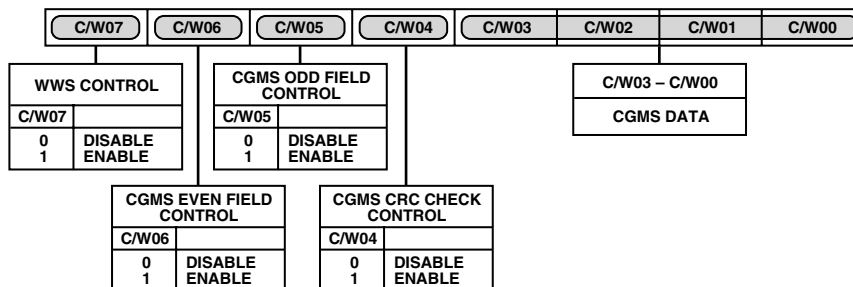 C/W07 C/W06 C/W05 C/W04 C/W03 C/W02 C/W01 C/W00
WWS CONTROL
C/W07
0 DISABLE
1 ENABLE
CGMS ODD FIELD
CONTROL
C/W05
0 DISABLE
1 ENABLE
C/W03 – C/W00
CGMS DATA
CGMS EVEN FIELD
CONTROL
C/W06
0 DISABLE
1 ENABLE
CGMS CRC CHECK
CONTROL
C/W04
0 DISABLE
1 ENABLE